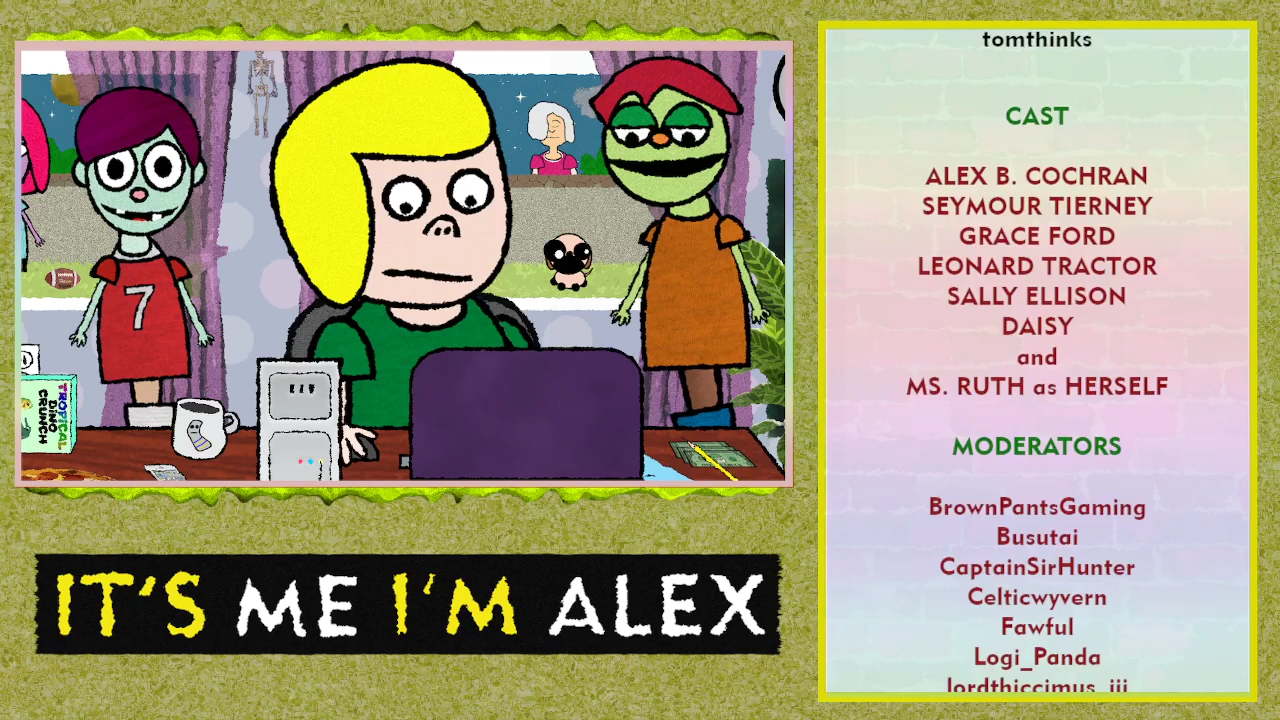 tomthinks
CAST
ALEX B. COCHRAN
SEYMOUR TIERNEY
GRACE FORD
LEONARD TRACTOR
SALLY ELLISON
DAISY
and
MS. RUTH as HERSELF
MODERATORS
BrownPantsGaming
Busutai
CaptainSirHunter
Celticwyvern
Fawful
Logi_Panda
lordthiccimus_iii
7
TROPICAL
DINO
CRUNCH
IT'S ME I'M ALEX